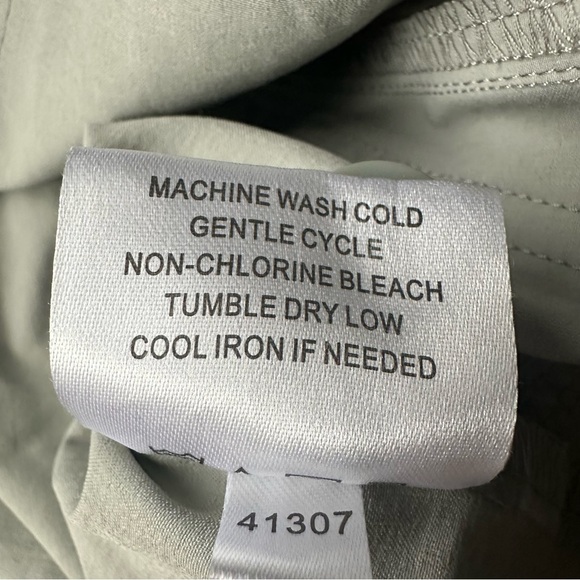 MACHINE WASH COLD
GENTLE CYCLE
NON-CHLORINE BLEACH
TUMBLE DRY LOW
COOL IRON IF NEEDED
41307